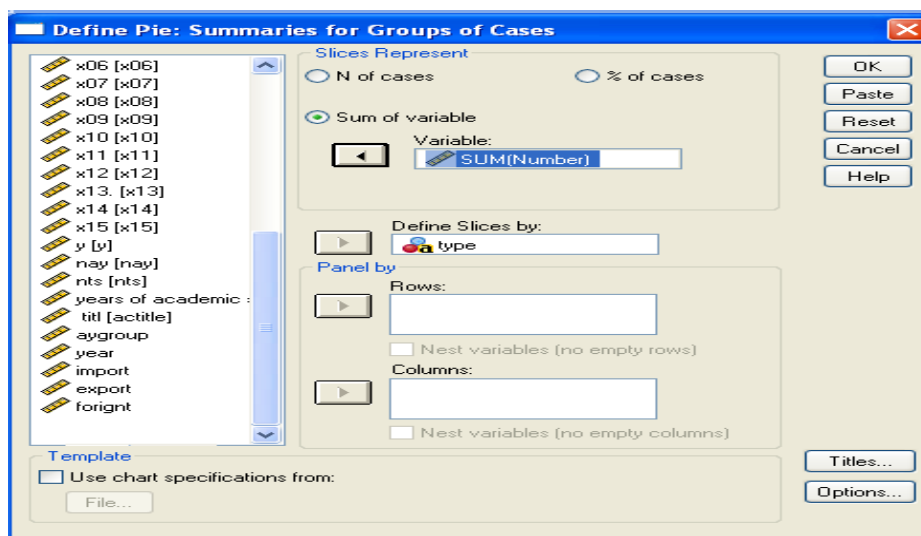 Define Pie: Summaries for Groups of Cases
x06 [x06]
x07 [x07]
x08 [x08]
x09 [x09]
x10 [x10]
x11 [x11]
x12 [x12]
x13. [x13]
x14 [x14]
x15 [x15]
y [y]
nay [nay]
nts [nts]
years of academic
titl [actitle]
aygroup
year
import
export
forignt
Slices Represent
N of cases
% of cases
Sum of variable
Variable:
SUM(Number)
Define Slices by:
type
Panel by
Rows:
Nest variables (no empty rows)
Columns:
Nest variables (no empty columns)
OK
Paste
Reset
Cancel
Help
Template
Use chart specifications from:
File...
Titles...
Options...